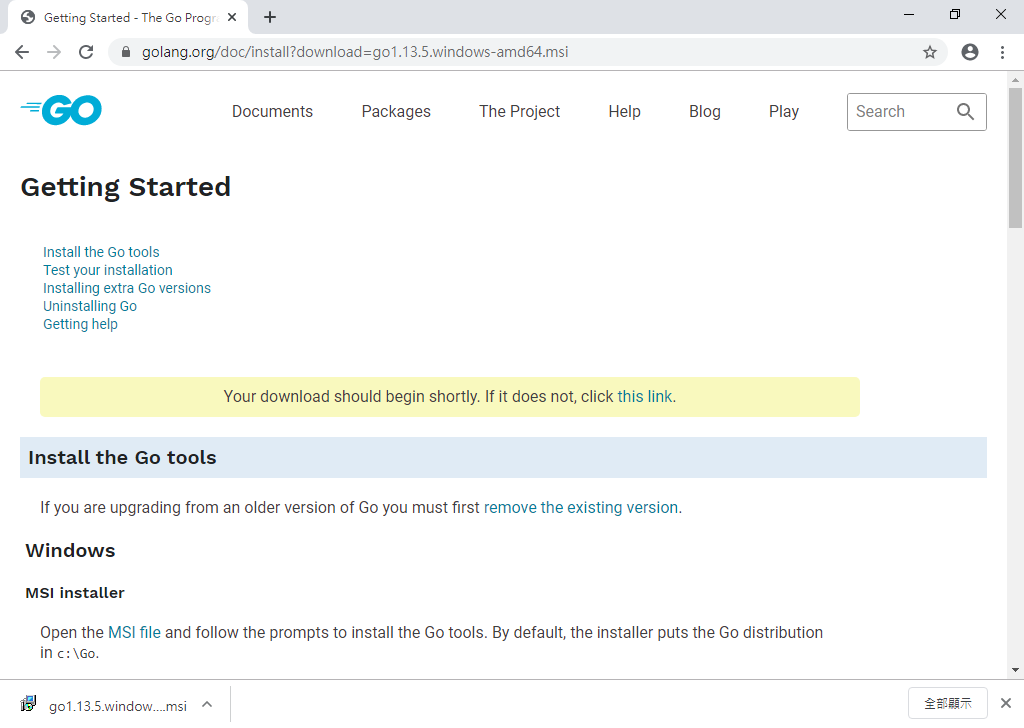 Getting Started - The Go Progr
golang.org/doc/install?download=go1.13.5.windows-amd64.msi
GO
Documents
Packages
The Project
Help
Blog
Play
Search
Getting Started
Install the Go tools
Test your installation
Installing extra Go versions
Uninstalling Go
Getting help
Your download should begin shortly. If it does not, click this link.
Install the Go tools
If you are upgrading from an older version of Go you must first remove the existing version.
Windows
MSI installer
Open the MSI file and follow the prompts to install the Go tools. By default, the installer puts the Go distribution
in c:\Go.
go1.13.5.window....msi
全部顯示